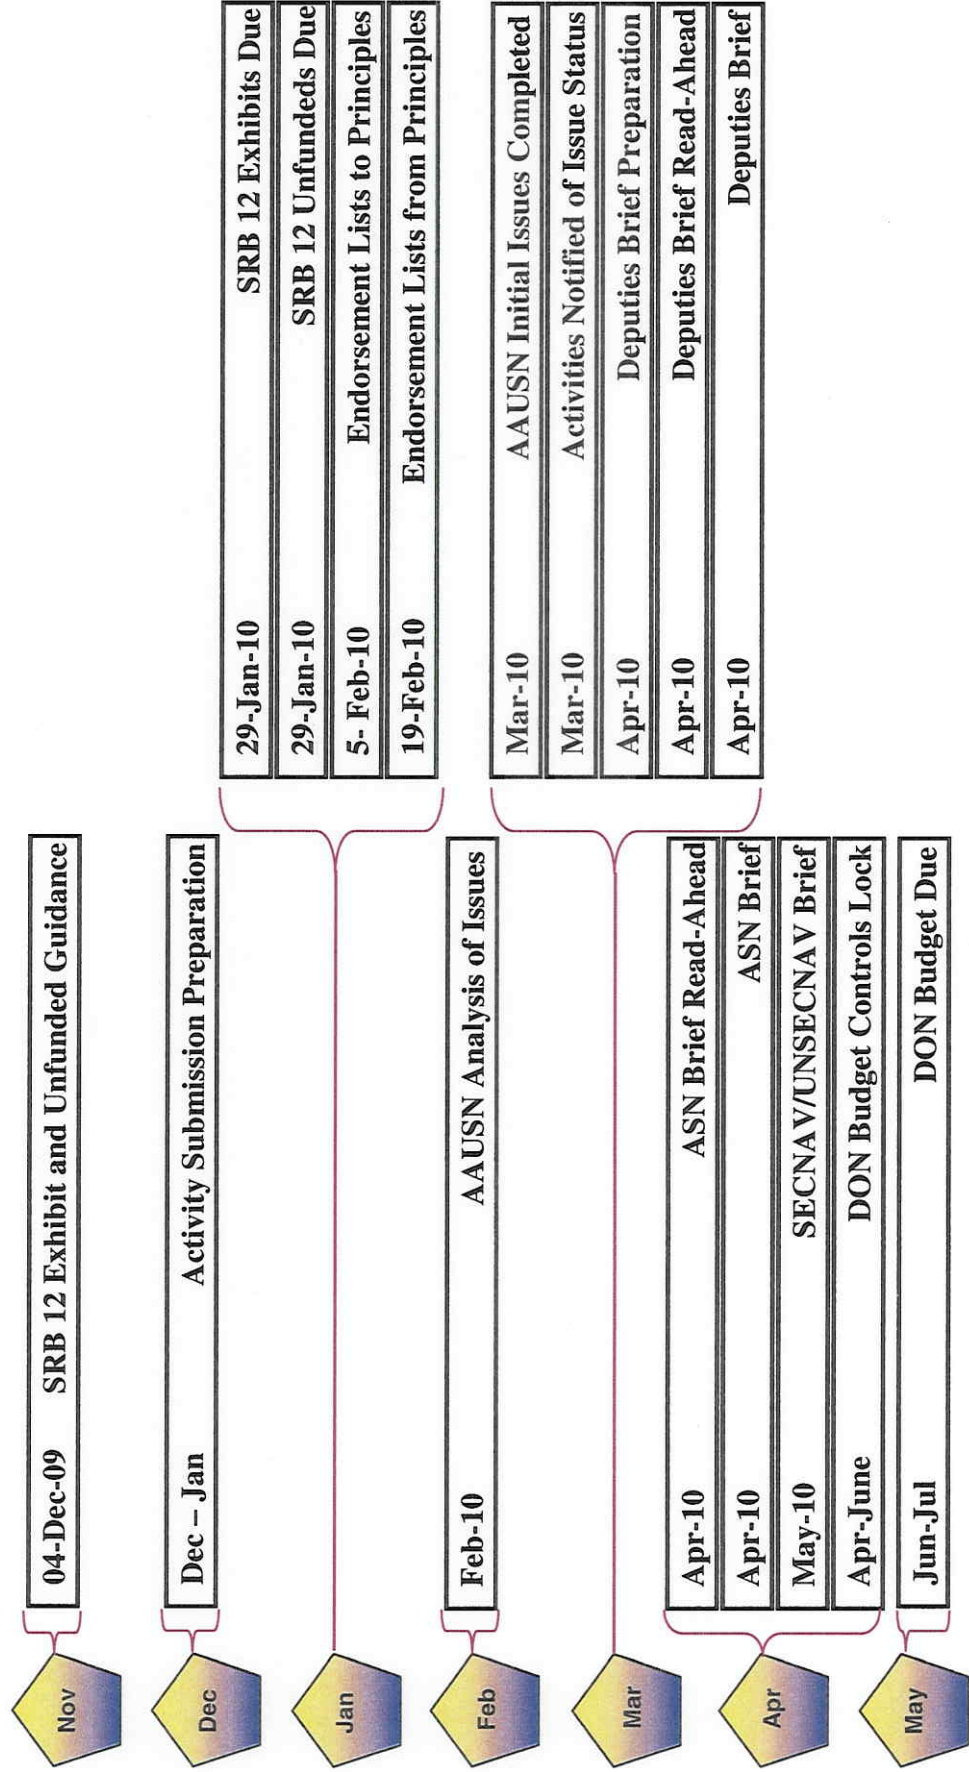 Nov
04-Dec-09 SRB 12 Exhibit and Unfunded Guidance
Dec
Dec – Jan Activity Submission Preparation
Jan
29-Jan-10 SRB 12 Exhibits Due
29-Jan-10 SRB 12 Unfundeds Due
5- Feb-10 Endorsement Lists to Principles
19-Feb-10 Endorsement Lists from Principles
Feb
Feb-10 AAUSN Analysis of Issues
Mar
Mar-10 AAUSN Initial Issues Completed
Mar-10 Activities Notified of Issue Status
Apr-10 Deputies Brief Preparation
Apr-10 Deputies Brief Read-Ahead
Apr-10 Deputies Brief
Apr
Apr-10 ASN Brief Read-Ahead
Apr-10 ASN Brief
May-10 SECNAV/UNSECNAV Brief
Apr-June DON Budget Controls Lock
May
Jun-Jul DON Budget Due